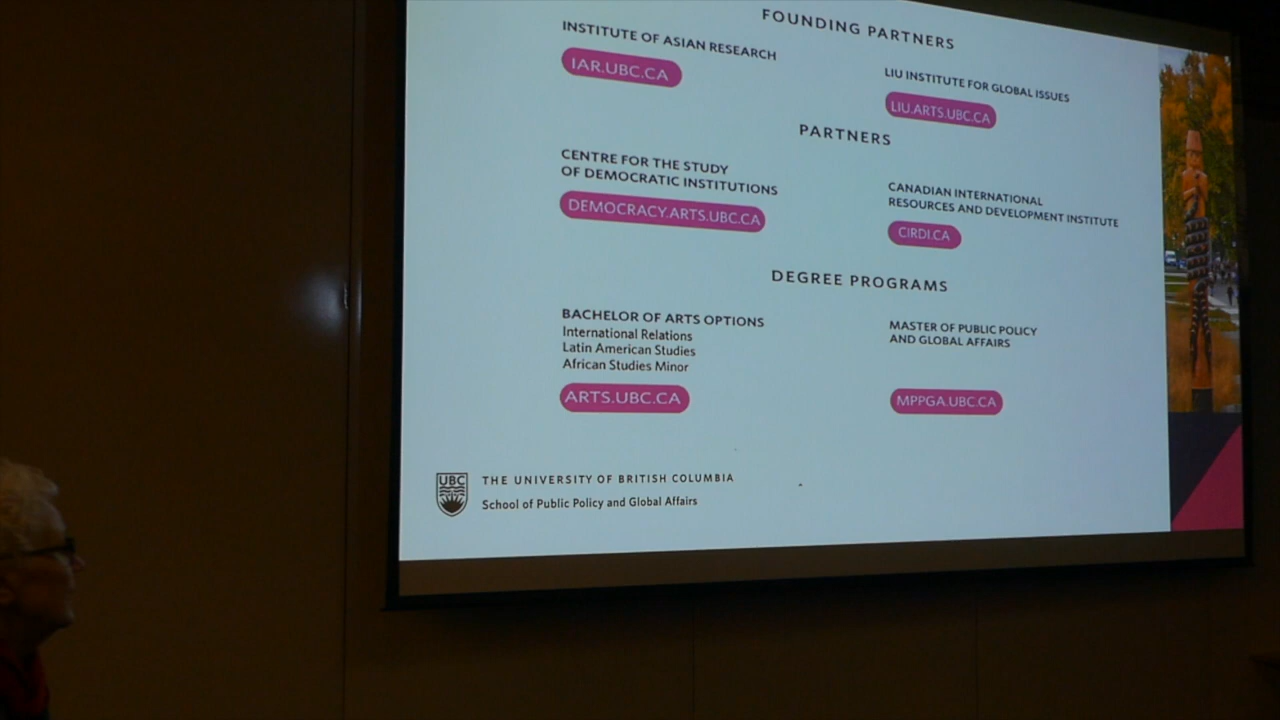 FOUNDING PARTNERS
INSTITUTE OF ASIAN RESEARCH
IAR.UBC.CA
LIU INSTITUTE FOR GLOBAL ISSUES
LIU.ARTS.UBC.CA
PARTNERS
CENTRE FOR THE STUDY
OF DEMOCRATIC INSTITUTIONS
DEMOCRACY.ARTS.UBC.CA
CANADIAN INTERNATIONAL
RESOURCES AND DEVELOPMENT INSTITUTE
CIRDI.CA
DEGREE PROGRAMS
BACHELOR OF ARTS OPTIONS
International Relations
Latin American Studies
African Studies Minor
ARTS.UBC.CA
MASTER OF PUBLIC POLICY
AND GLOBAL AFFAIRS
MPPGA.UBC.CA
UBC
THE UNIVERSITY OF BRITISH COLUMBIA
School of Public Policy and Global Affairs